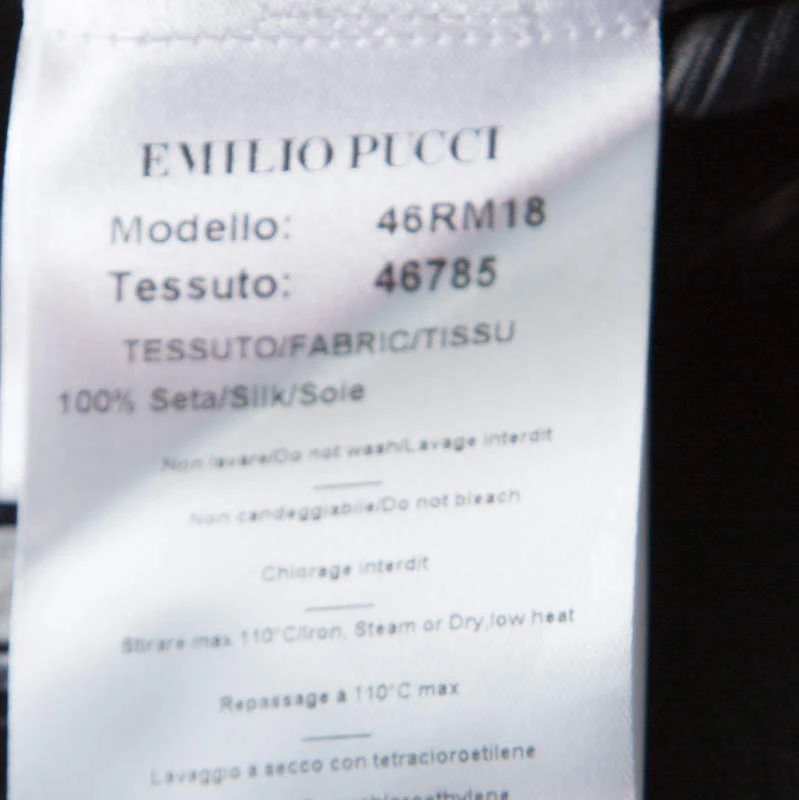 EMILIO PUCCI
Modello: 46RM18
Tessuto: 46785
TESSUTO/FABRIC/TISSU
100% Seta/Silk/Soie
Non lavare/Do not wash/Lavage interdit
Non candeggiabile/Do not bleach
Chlorage interdit
Stirare max 110°C/Iron, Steam or Dry,low heat
Repassage à 110°C max
Lavaggio a secco con tetracloroetilene